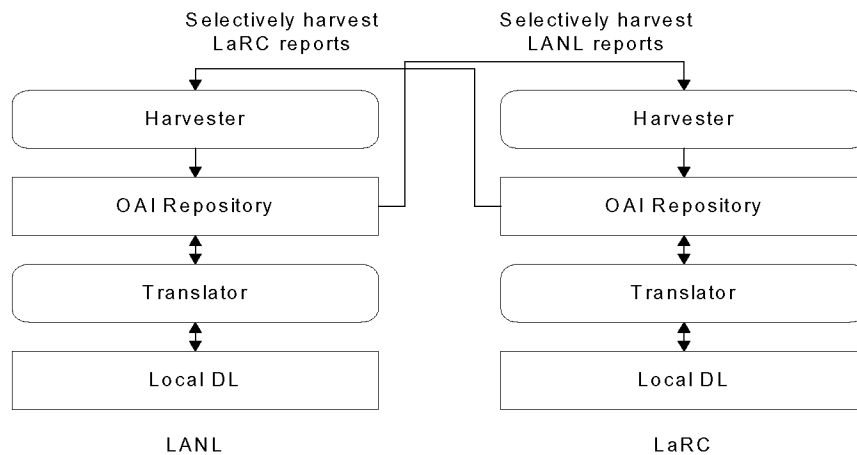 Selectively harvest
LaRC reports
Selectively harvest
LANL reports
Harvester
Harvester
OAI Repository
OAI Repository
Translator
Translator
Local DL
Local DL
LANL
LaRC